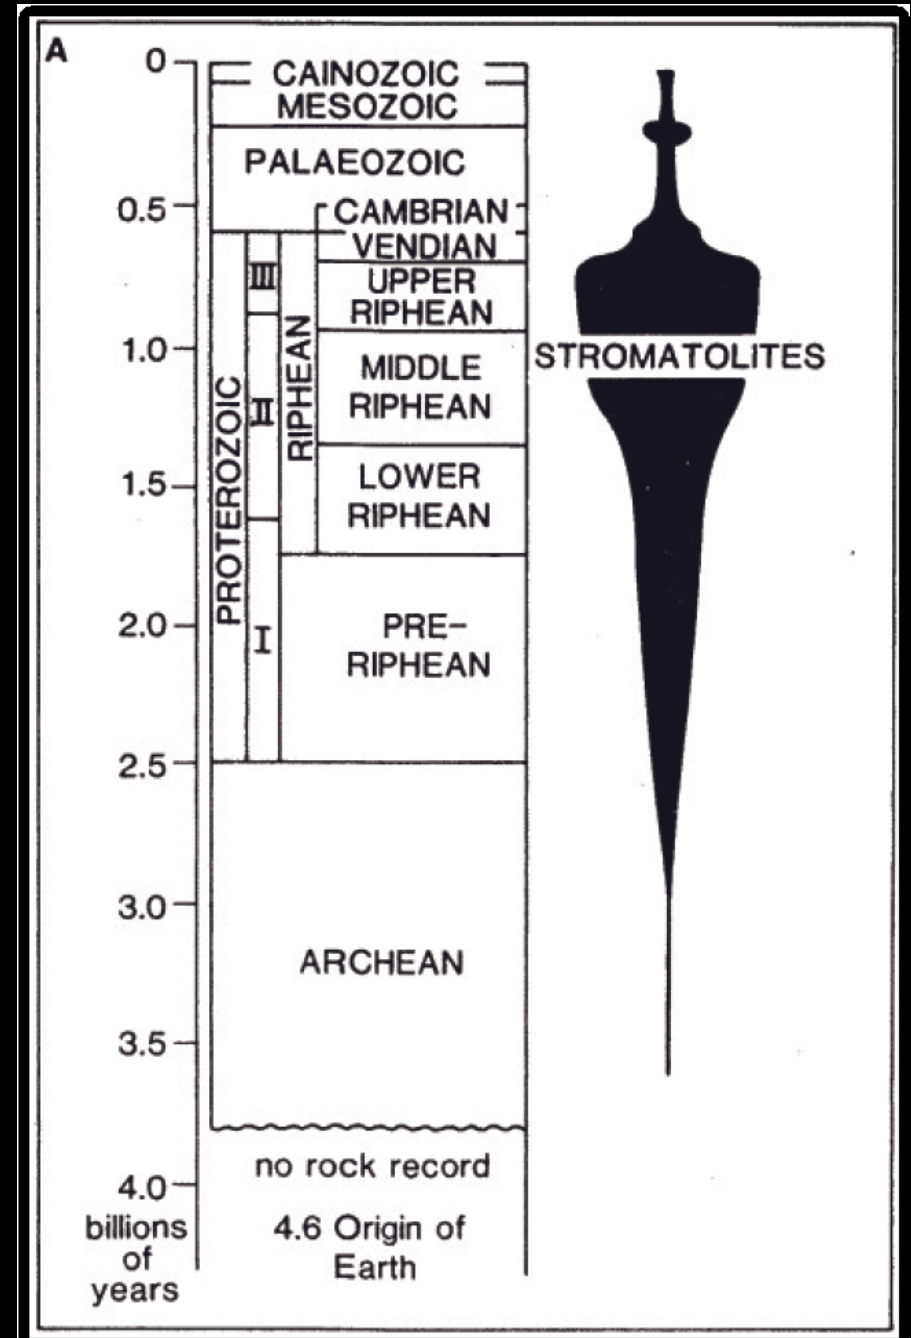 A
0
CAINOZOIC
MESOZOIC
PALAEOZOIC
0.5
CAMBRIAN
VENDIAN
III
UPPER
RIPHEAN
1.0
STROMATOLITES
MIDDLE
RIPHEAN
II
RIPHEAN
PROTEROZOIC
1.5
LOWER
RIPHEAN
2.0
I
PRE-
RIPHEAN
2.5
3.0
ARCHEAN
3.5
no rock record
4.0
billions
of
years
4.6 Origin of
Earth